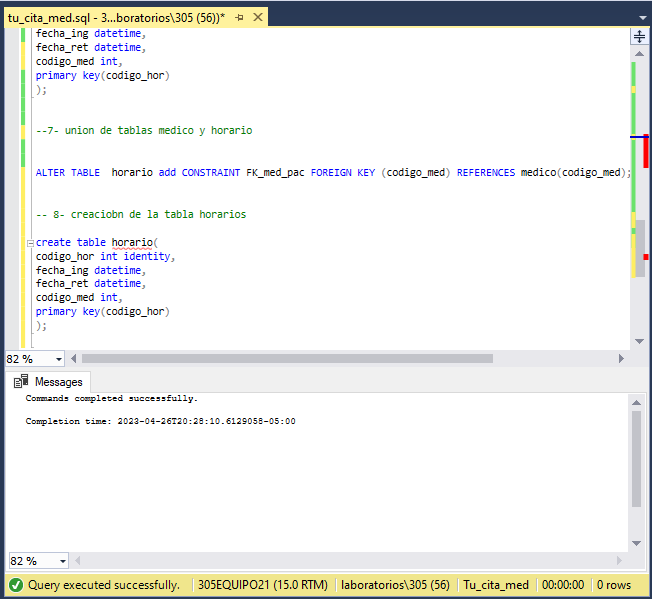 tu_cita_med.sql - 3...boratorios\305 (56))*
fecha_ing datetime,
fecha_ret datetime,
codigo_med int,
primary key(codigo_hor)
);
--7- union de tablas medico y horario
ALTER TABLE  horario add CONSTRAINT FK_med_pac FOREIGN KEY (codigo_med) REFERENCES medico(codigo_med);
-- 8- creaciobn de la tabla horarios
create table horario(
codigo_hor int identity,
fecha_ing datetime,
fecha_ret datetime,
codigo_med int,
primary key(codigo_hor)
);
82 %
Messages
Commands completed successfully.
Completion time: 2023-04-26T20:28:10.6129058-05:00
82 %
Query executed successfully. 305EQUIPO21 (15.0 RTM) laboratorios\305 (56) Tu_cita_med 00:00:00 0 rows